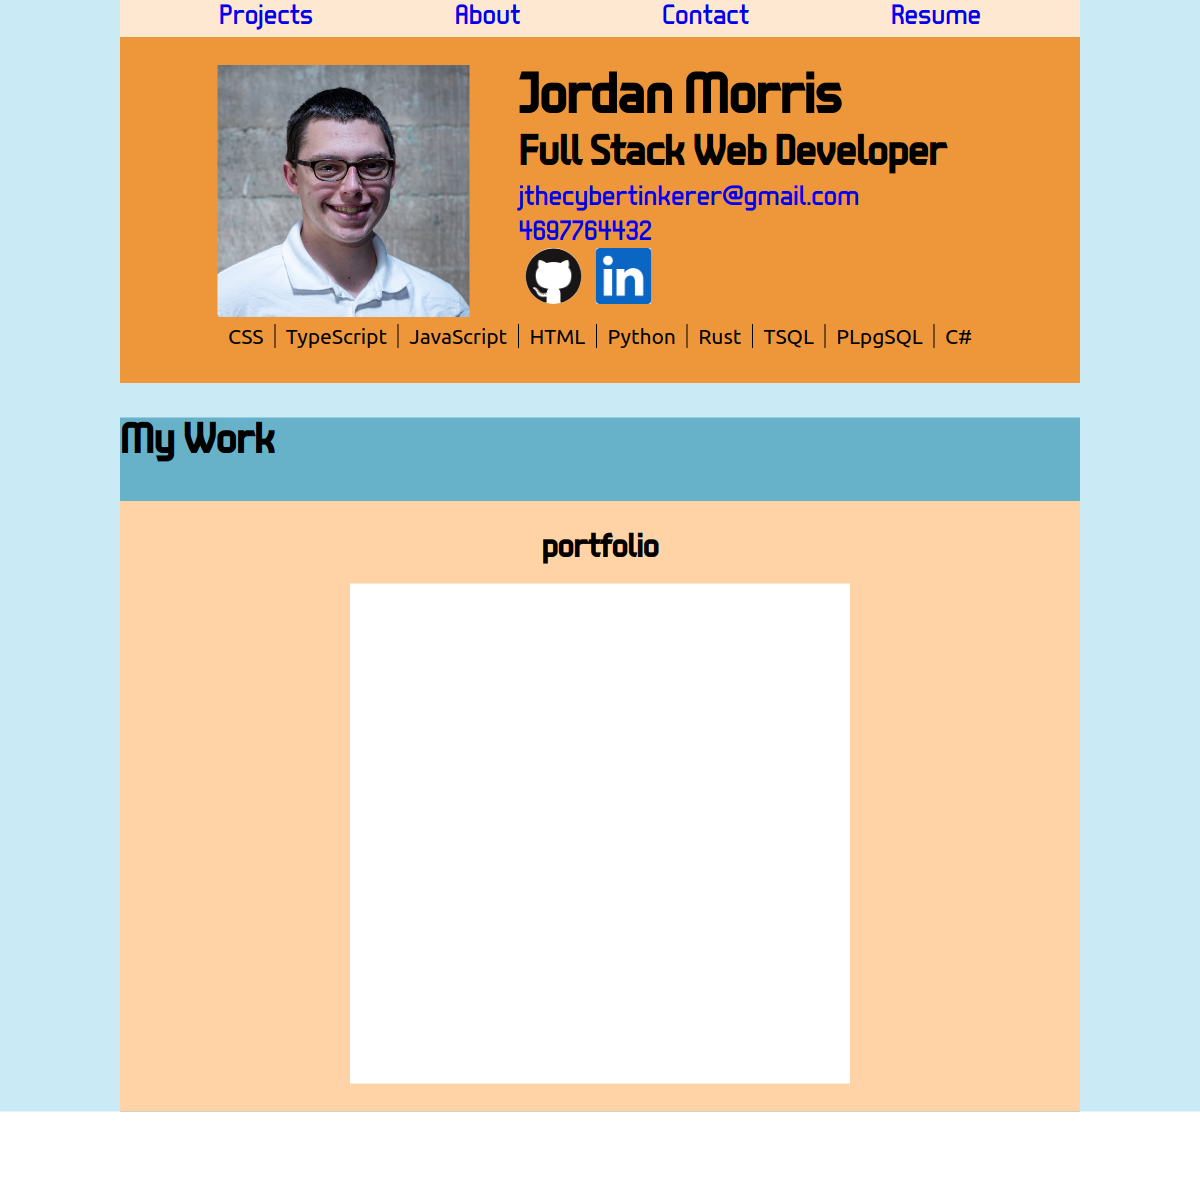 Projects About Contact Resume
Jordan Morris
Full Stack Web Developer
jthecybertinkerer@gmail.com
4697764432
in
CSS TypeScript JavaScript HTML Python Rust TSQL PLpgSQL C#
My Work
portfolio